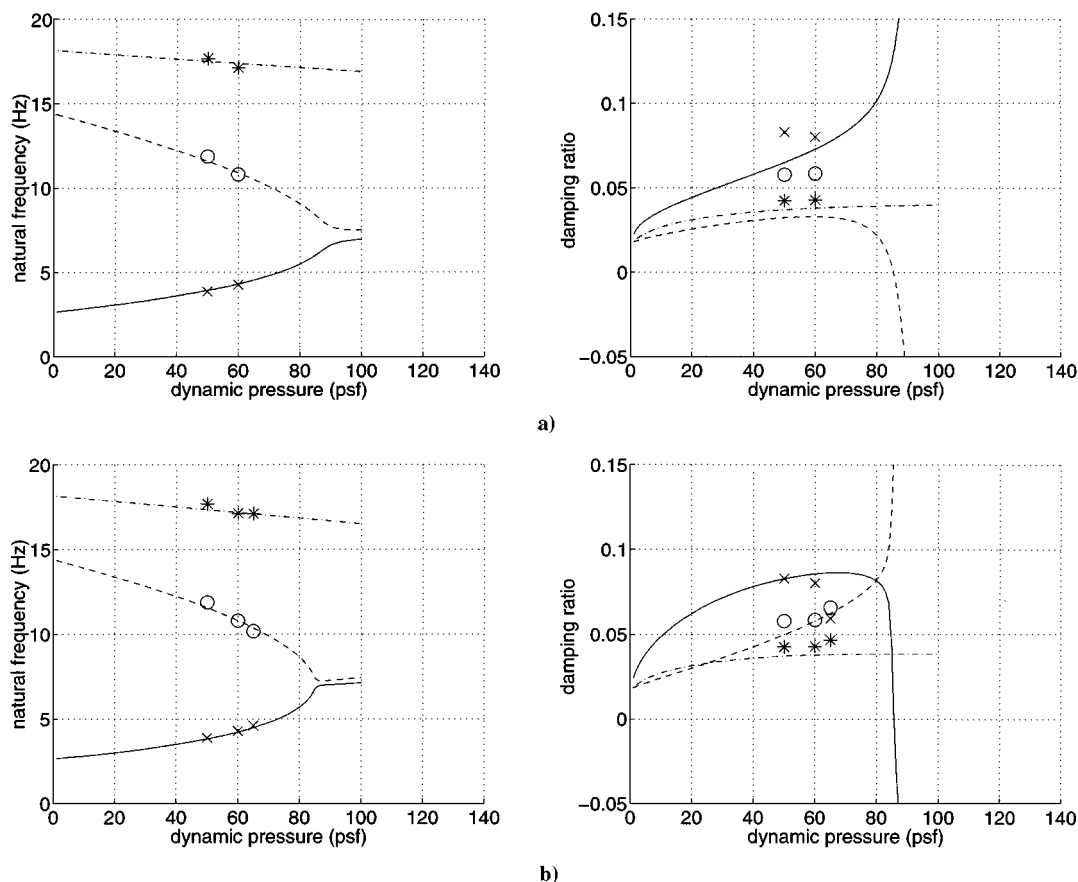 20
15
10
5
0
0 20 40 60 80 100 120 140
natural frequency (Hz)
dynamic pressure (psf)
0.15
0.1
0.05
0
−0.05
0 20 40 60 80 100 120 140
damping ratio
dynamic pressure (psf)
a)
20
15
10
5
0
0 20 40 60 80 100 120 140
natural frequency (Hz)
dynamic pressure (psf)
0.15
0.1
0.05
0
−0.05
0 20 40 60 80 100 120 140
damping ratio
dynamic pressure (psf)
b)